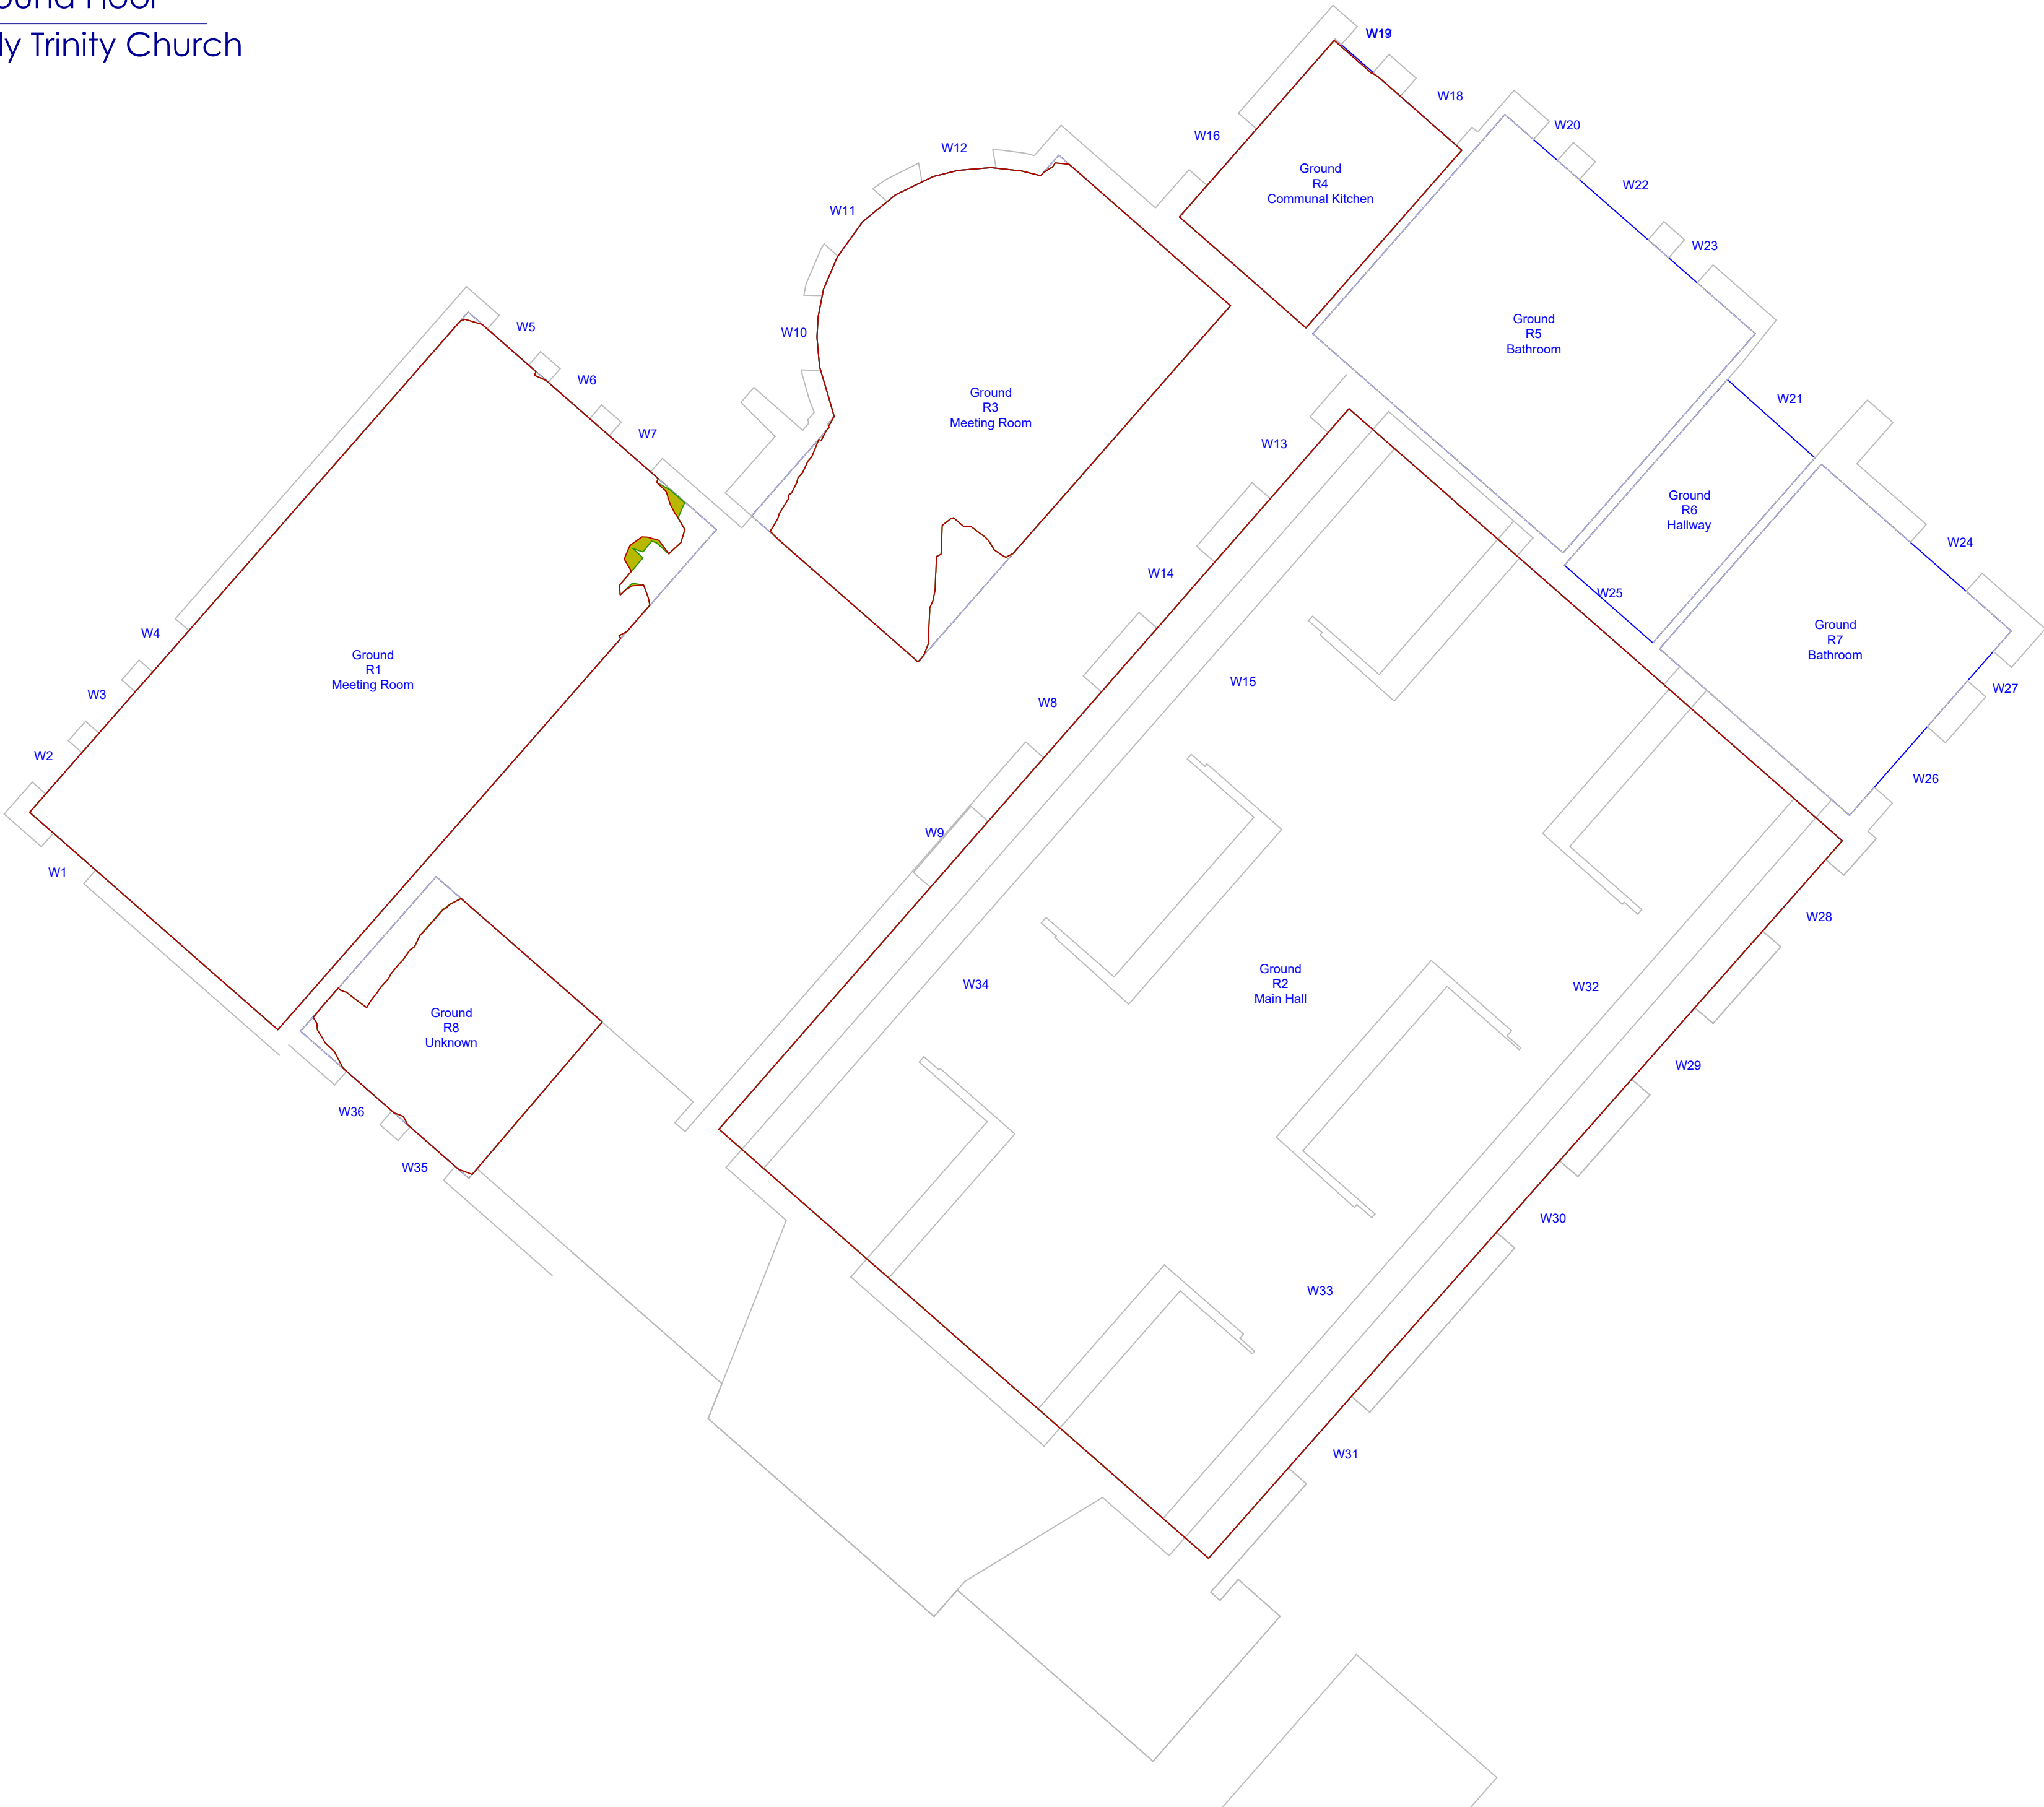 ound Floor
ly Trinity Church
W19
W18
W20
W16
W12
Ground
R4
Communal Kitchen
W22
W11
W23
W5
W10
Ground
R5
Bathroom
W6
W21
Ground
R3
Meeting Room
W7
W13
Ground
R6
Hallway
W24
W14
W25
W4
Ground
R7
Bathroom
Ground
R1
Meeting Room
W3
W15
W27
W8
W2
W26
W9
W1
W28
Ground
R2
Main Hall
W34
W32
Ground
R8
Unknown
W29
W36
W35
W30
W33
W31